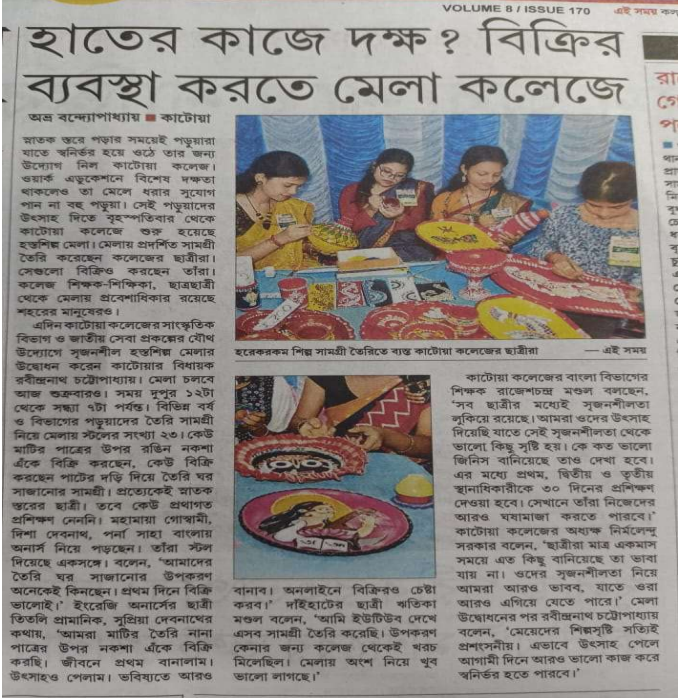 VOLUME 8 / ISSUE 170
এই সময়
হাতের কাজে দক্ষ? বিক্রির
ব্যবস্থা করতে মেলা কলেজে
অভ্র বন্দ্যোপাধ্যায় ■ কাটোয়া
স্নাতক স্তরে পড়ার সময়েই পড়ুয়ারা
যাতে স্বনির্ভর হয়ে ওঠে তার জন্য
উদ্যোগ নিল কাটোয়া কলেজ।
ওয়ার্ক এডুকেশনে বিশেষ দক্ষতা
থাকলেও তা মেলে ধরার সুযোগ
পান না বহু পড়ুয়া। সেই পড়ুয়াদের
উৎসাহ দিতে বৃহস্পতিবার থেকে
কাটোয়া কলেজে শুরু হয়েছে
হস্তশিল্প মেলা। মেলায় প্রদর্শিত সামগ্রী
তৈরি করেছেন কলেজের ছাত্রীরা।
সেগুলো বিক্রিও করছেন তাঁরা।
কলেজ শিক্ষক-শিক্ষিকা, ছাত্রছাত্রী
থেকে মেলায় প্রবেশাধিকার রয়েছে
শহরের মানুষেরও।
এদিন কাটোয়া কলেজের সাংস্কৃতিক
বিভাগ ও জাতীয় সেবা প্রকল্পের যৌথ
উদ্যোগে সৃজনশীল হস্তশিল্প মেলার
উদ্বোধন করেন কাটোয়ার বিধায়ক
রবীন্দ্রনাথ চট্টোপাধ্যায়। মেলা চলবে
আজ শুক্রবারও। সময় দুপুর ১২টা
থেকে সন্ধ্যা ৭টা পর্যন্ত। বিভিন্ন বর্ষ
ও বিভাগের পড়ুয়াদের তৈরি সামগ্রী
নিয়ে মেলায় স্টলের সংখ্যা ২৩। কেউ
মাটির পাত্রের উপর রঙিন নকশা
এঁকে বিক্রি করছেন, কেউ বিক্রি
করছেন পাটের দড়ি দিয়ে তৈরি ঘর
সাজানোর সামগ্রী। প্রত্যেকেই স্নাতক
স্তরের ছাত্রী। তবে কেউ প্রথাগত
প্রশিক্ষণ নেননি। মহামায়া গোস্বামী,
দিশা দেবনাথ, পর্না সাহা বাংলায়
অনার্স নিয়ে পড়ছেন। তাঁরা স্টল
দিয়েছে একসঙ্গে। বলেন, ‘আমাদের
তৈরি ঘর সাজানোর উপকরণ
অনেকেই কিনছেন। প্রথম দিনে বিক্রি
ভালোই।’ ইংরেজি অনার্সের ছাত্রী
তিতলি প্রামানিক, সুপ্রিয়া দেবনাথের
কথায়, ‘আমরা মাটির তৈরি নানা
পাত্রের উপর নকশা এঁকে বিক্রি
করছি। জীবনে প্রথম বানালাম।
উৎসাহও পেলাম। ভবিষ্যতে আরও
হরেকরকম শিল্প সামগ্রী তৈরিতে ব্যস্ত কাটোয়া কলেজের ছাত্রীরা — এই সময়
বানাব। অনলাইনে বিক্রিরও চেষ্টা
করব।’ দাঁইহাটের ছাত্রী ঋতিকা
মণ্ডল বলেন, ‘আমি ইউটিউব দেখে
এসব সামগ্রী তৈরি করেছি। উপকরণ
কেনার জন্য কলেজ থেকেই খরচ
মিলেছিল। মেলায় অংশ নিয়ে খুব
ভালো লাগছে।’
কাটোয়া কলেজের বাংলা বিভাগের
শিক্ষক রাজেশচন্দ্র মণ্ডল বলছেন,
‘সব ছাত্রীর মধ্যেই সৃজনশীলতা
লুকিয়ে রয়েছে। আমরা ওদের উৎসাহ
দিয়েছি যাতে সেই সৃজনশীলতা থেকে
ভালো কিছু সৃষ্টি হয়। কে কত ভালো
জিনিস বানিয়েছে তাও দেখা হবে।
এর মধ্যে প্রথম, দ্বিতীয় ও তৃতীয়
স্থানাধিকারীকে ৩০ দিনের প্রশিক্ষণ
দেওয়া হবে। সেখানে তাঁরা নিজেদের
আরও ঘষামাজা করতে পারবে।’
কাটোয়া কলেজের অধ্যক্ষ নির্মলেন্দু
সরকার বলেন, ‘ছাত্রীরা মাত্র একমাস
সময়ে এত কিছু বানিয়েছে তা ভাবা
যায় না। ওদের সৃজনশীলতা নিয়ে
আমরা আরও ভাবব, যাতে ওরা
আরও এগিয়ে যেতে পারে।’ মেলা
উদ্বোধনের পর রবীন্দ্রনাথ চট্টোপাধ্যায়
বলেন, ‘মেয়েদের শিল্পসৃষ্টি সত্যিই
প্রশংসনীয়। এভাবে উৎসাহ পেলে
আগামী দিনে আরও ভালো কাজ করে
স্বনির্ভর হতে পারবে।’